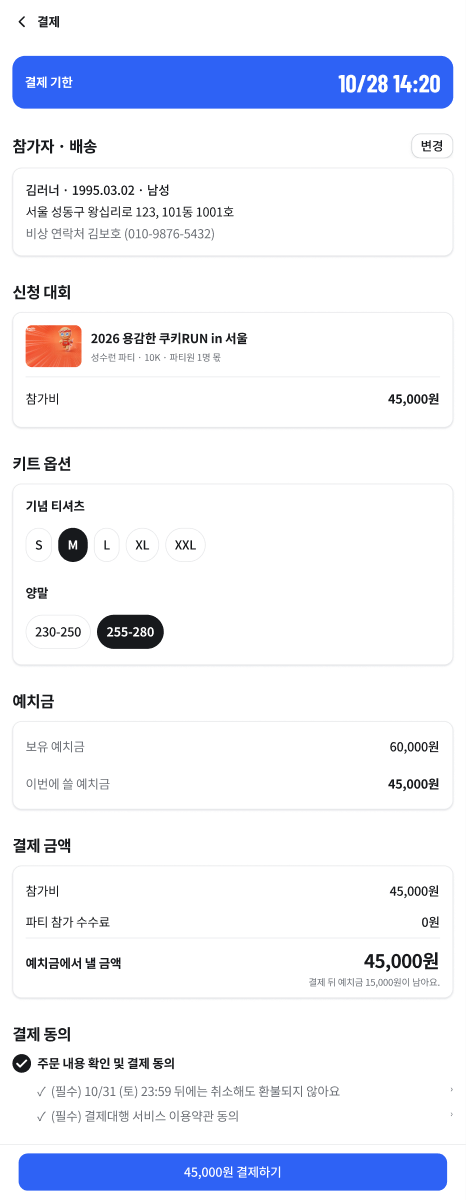 결제
결제 기한
10/28 14:20
참가자 · 배송
변경
김러너 · 1995.03.02 · 남성
서울 성동구 왕십리로 123, 101동 1001호
비상 연락처 김보호 (010-9876-5432)
신청 대회
2026 용감한 쿠키RUN in 서울
성수런 파티 · 10K · 파티원 1명 몫
참가비
45,000원
키트 옵션
기념 티셔츠
S M L XL XXL
양말
230-250 255-280
예치금
보유 예치금
60,000원
이번에 쓸 예치금
45,000원
결제 금액
참가비
45,000원
파티 참가 수수료
0원
예치금에서 낼 금액
45,000원
결제 뒤 예치금 15,000원이 남아요.
결제 동의
주문 내용 확인 및 결제 동의
✓ (필수) 10/31 (토) 23:59 뒤에는 취소해도 환불되지 않아요
✓ (필수) 결제대행 서비스 이용약관 동의
45,000원 결제하기